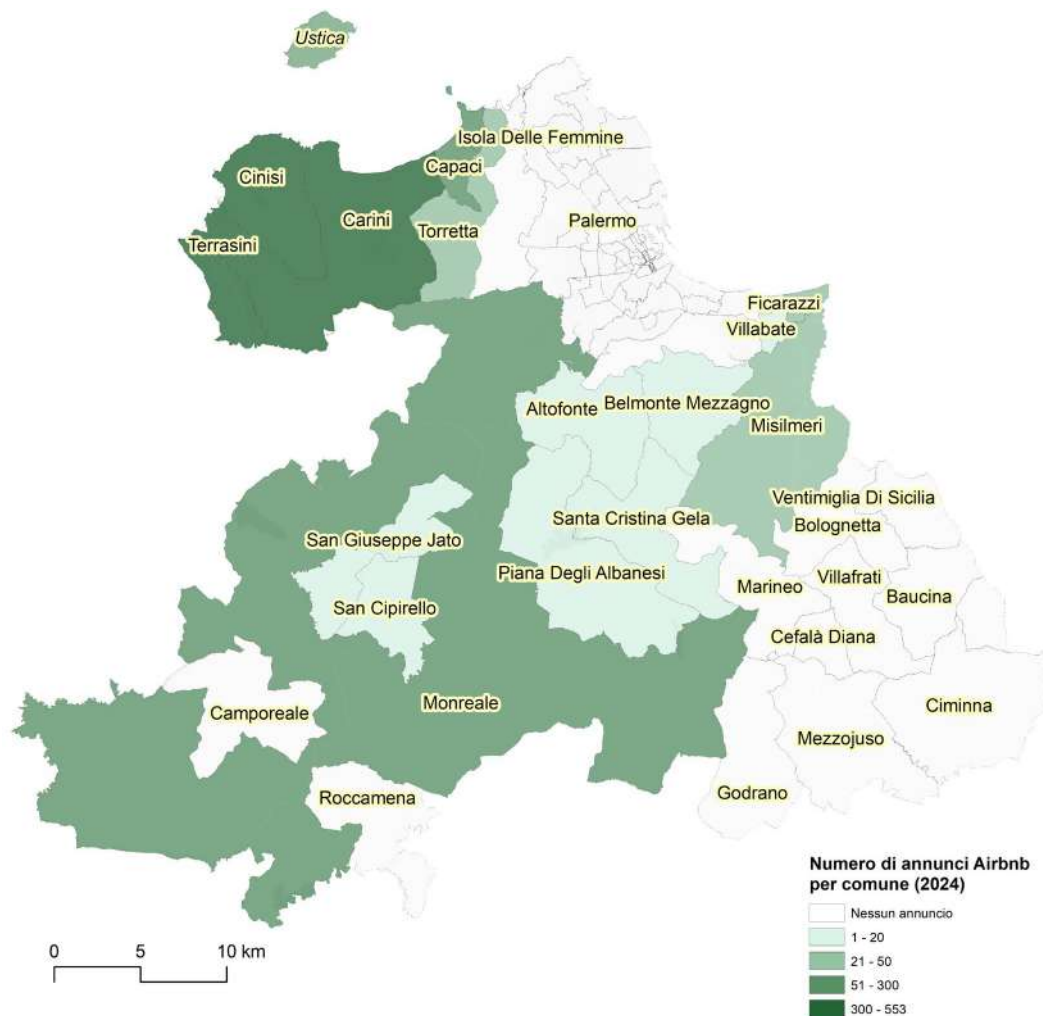 Ustica
Isola Delle Femmine
Capaci
Cinisi
Carini
Palermo
Torretta
Terrasini
Ficarazzi
Villabate
Altofonte
Belmonte Mezzagno
Misilmeri
Ventimiglia Di Sicilia
Santa Cristina Gela
Bolognetta
San Giuseppe Jato
Piana Degli Albanesi
Marineo
Villafrati
Baucina
San Cipirello
Cefalà Diana
Monreale
Camporeale
Ciminna
Mezzojuso
Roccamena
Godrano
Numero di annunci Airbnb
per comune (2024)
Nessun annuncio
1 - 20
21 - 50
51 - 300
300 - 553
0 5 10 km